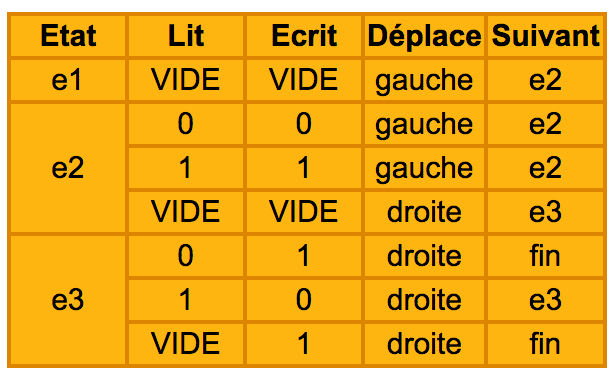 Etat Lit Ecrit Déplace Suivant
e1 VIDE VIDE gauche e2
0 0 gauche e2
e2 1 1 gauche e2
VIDE VIDE droite e3
0 1 droite fin
e3 1 0 droite e3
VIDE 1 droite fin